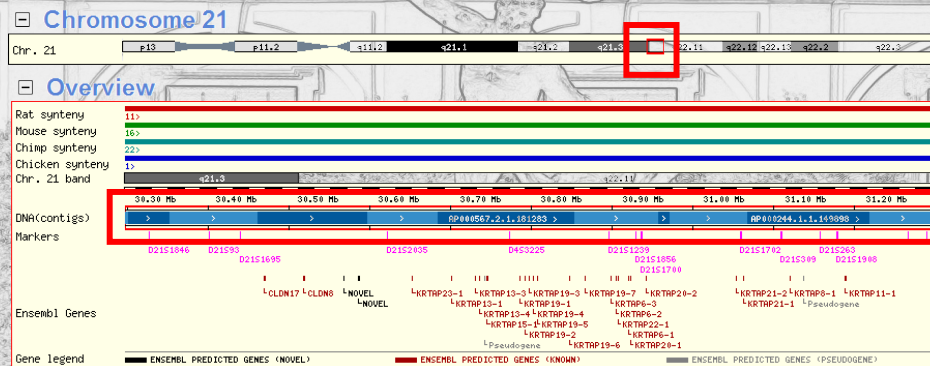 Chromosome 21
Chr. 21 p13 p11.2 q11.2 q21.1 q21.2 q21.3 22.11 q22.12 q22.13 q22.2 q22.3
Overview
Rat synteny 11>
Mouse synteny 16>
Chimp synteny 22>
Chicken synteny 1>
Chr. 21 band q21.3 q22.11
30.30 Mb 30.40 Mb 30.50 Mb 30.60 Mb 30.70 Mb 30.80 Mb 30.90 Mb 31.00 Mb 31.10 Mb 31.20 Mb
DNA(contigs) > > > > AP000567.2.1.181283 > > > > AP000244.1.1.149898 > >
Markers
D21S1846 D21S93 D21S2035 D4S3225 D21S1239 D21S1702 D21S263
D21S1695 D21S1856 D21S309 D21S1908
D21S1700
CLDN17 CLDN8 NOVEL KRTAP23-1 KRTAP13-3 KRTAP19-3 KRTAP19-7 KRTAP20-2 KRTAP21-2 KRTAP8-1 KRTAP11-1
NOVEL KRTAP13-1 KRTAP19-1 KRTAP6-3 KRTAP21-1 Pseudogene
Ensembl Genes KRTAP13-4 KRTAP19-4 KRTAP6-2
KRTAP15-1 KRTAP19-5 KRTAP22-1
KRTAP19-2 KRTAP6-1
Pseudogene KRTAP19-6 KRTAP20-1
Gene legend ENSEMBL PREDICTED GENES (NOVEL) ENSEMBL PREDICTED GENES (KNOWN) ENSEMBL PREDICTED GENES (PSEUDOGENE)